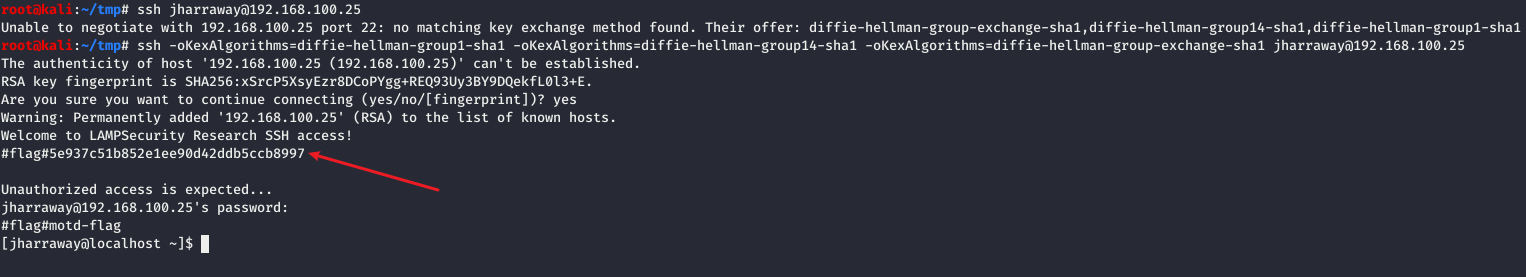 root@kali:~/tmp# ssh jharraway@192.168.100.25
Unable to negotiate with 192.168.100.25 port 22: no matching key exchange method found. Their offer: diffie-hellman-group-exchange-sha1,diffie-hellman-group14-sha1,diffie-hellman-group1-sha1
root@kali:~/tmp# ssh -oKexAlgorithms=diffie-hellman-group1-sha1 -oKexAlgorithms=diffie-hellman-group14-sha1 -oKexAlgorithms=diffie-hellman-group-exchange-sha1 jharraway@192.168.100.25
The authenticity of host '192.168.100.25 (192.168.100.25)' can't be established.
RSA key fingerprint is SHA256:xSrcP5XsyEzr8DCoPYgg+REQ93Uy3BY9DQekfL0l3+E.
Are you sure you want to continue connecting (yes/no/[fingerprint])? yes
Warning: Permanently added '192.168.100.25' (RSA) to the list of known hosts.
Welcome to LAMPSecurity Research SSH access!
#flag#5e937c51b852e1ee90d42ddb5ccb8997
Unauthorized access is expected...
jharraway@192.168.100.25's password:
#flag#motd-flag
[jharraway@localhost ~]$